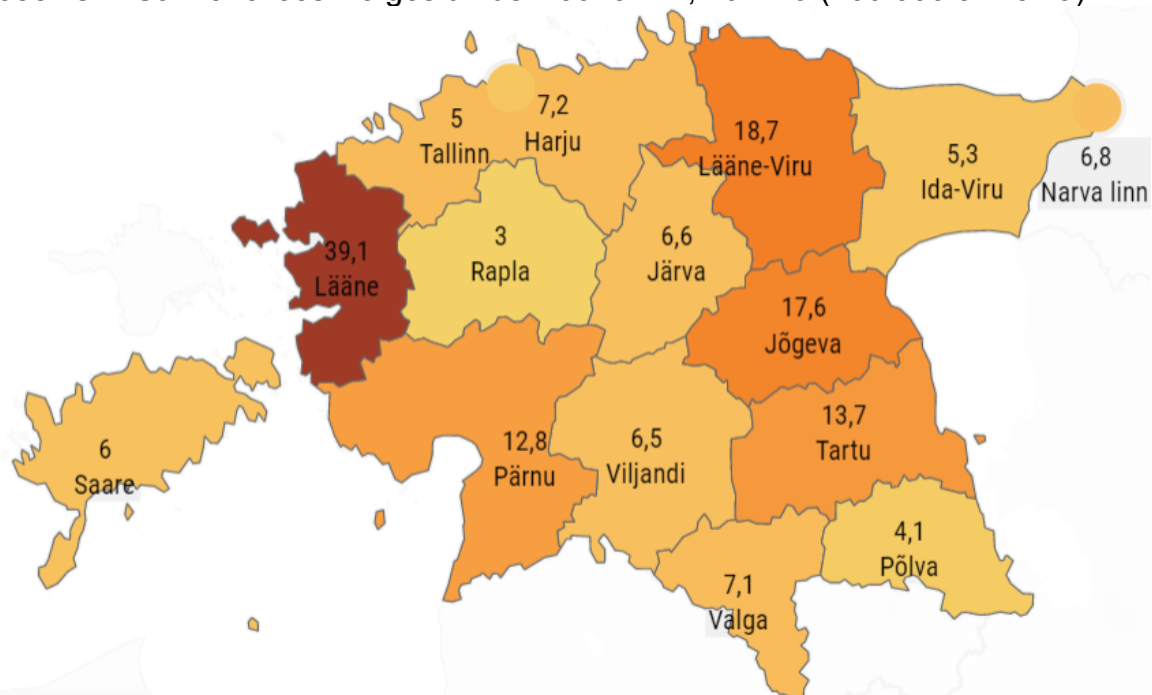 5
Tallinn
7,2
Harju
18,7
Lääne-Viru
5,3
Ida-Viru
6,8
Narva linn
39,1
Lääne
3
Rapla
6,6
Järva
17,6
Jõgeva
6
Saare
12,8
Pärnu
6,5
Viljandi
13,7
Tartu
4,1
Põlva
7,1
Valga